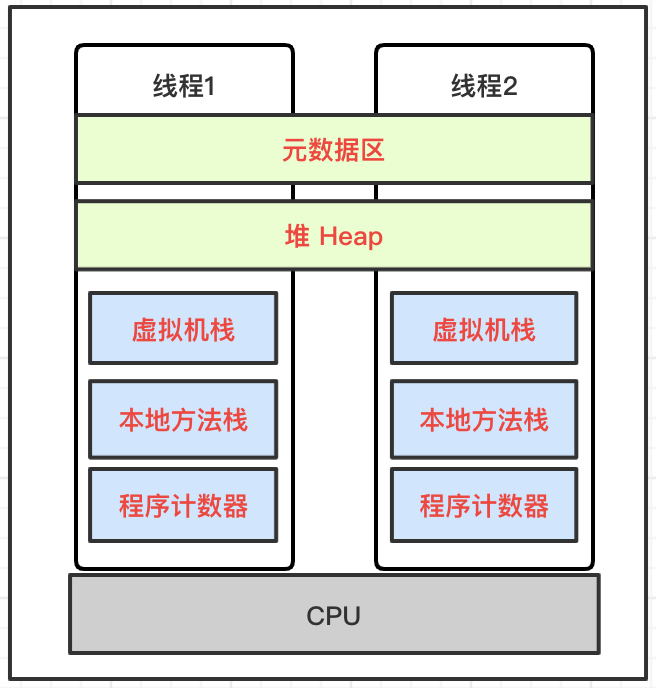 线程1 线程2
元数据区
堆 Heap
虚拟机栈 虚拟机栈
本地方法栈 本地方法栈
程序计数器 程序计数器
CPU